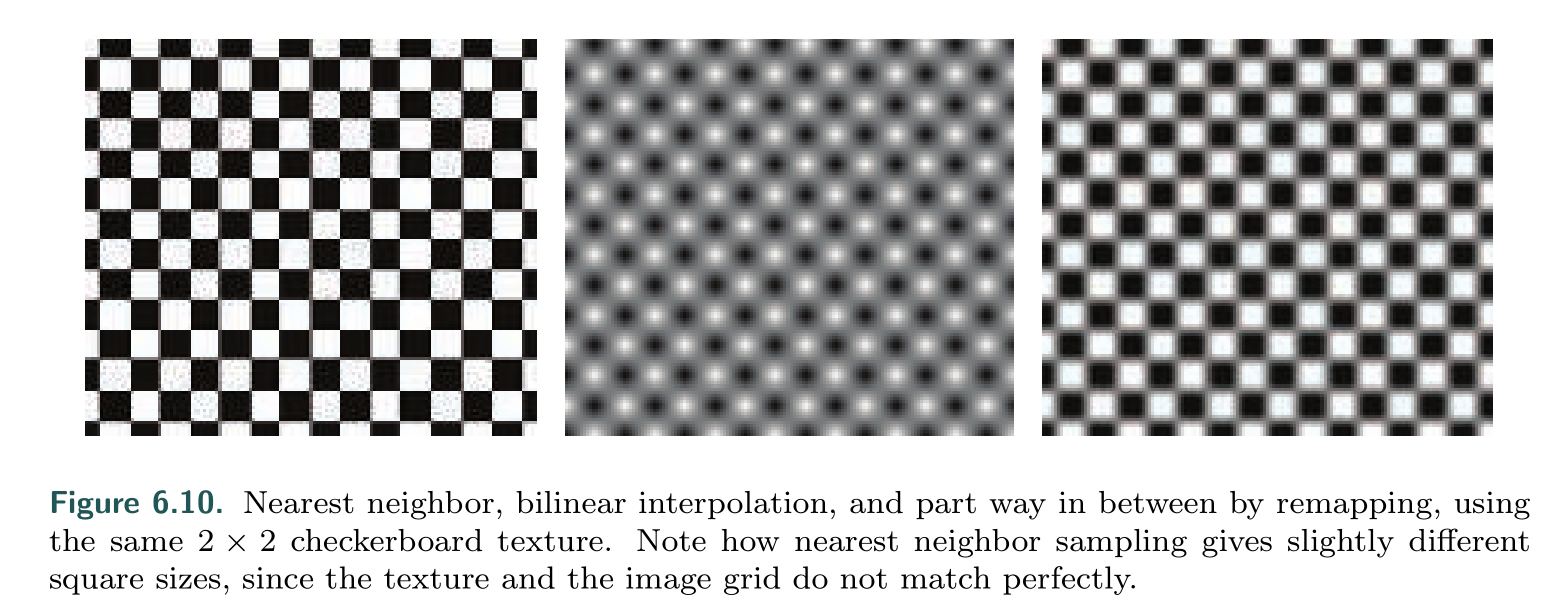 Figure 6.10. Nearest neighbor, bilinear interpolation, and part way in between by remapping, using
the same 2 × 2 checkerboard texture. Note how nearest neighbor sampling gives slightly different
square sizes, since the texture and the image grid do not match perfectly.